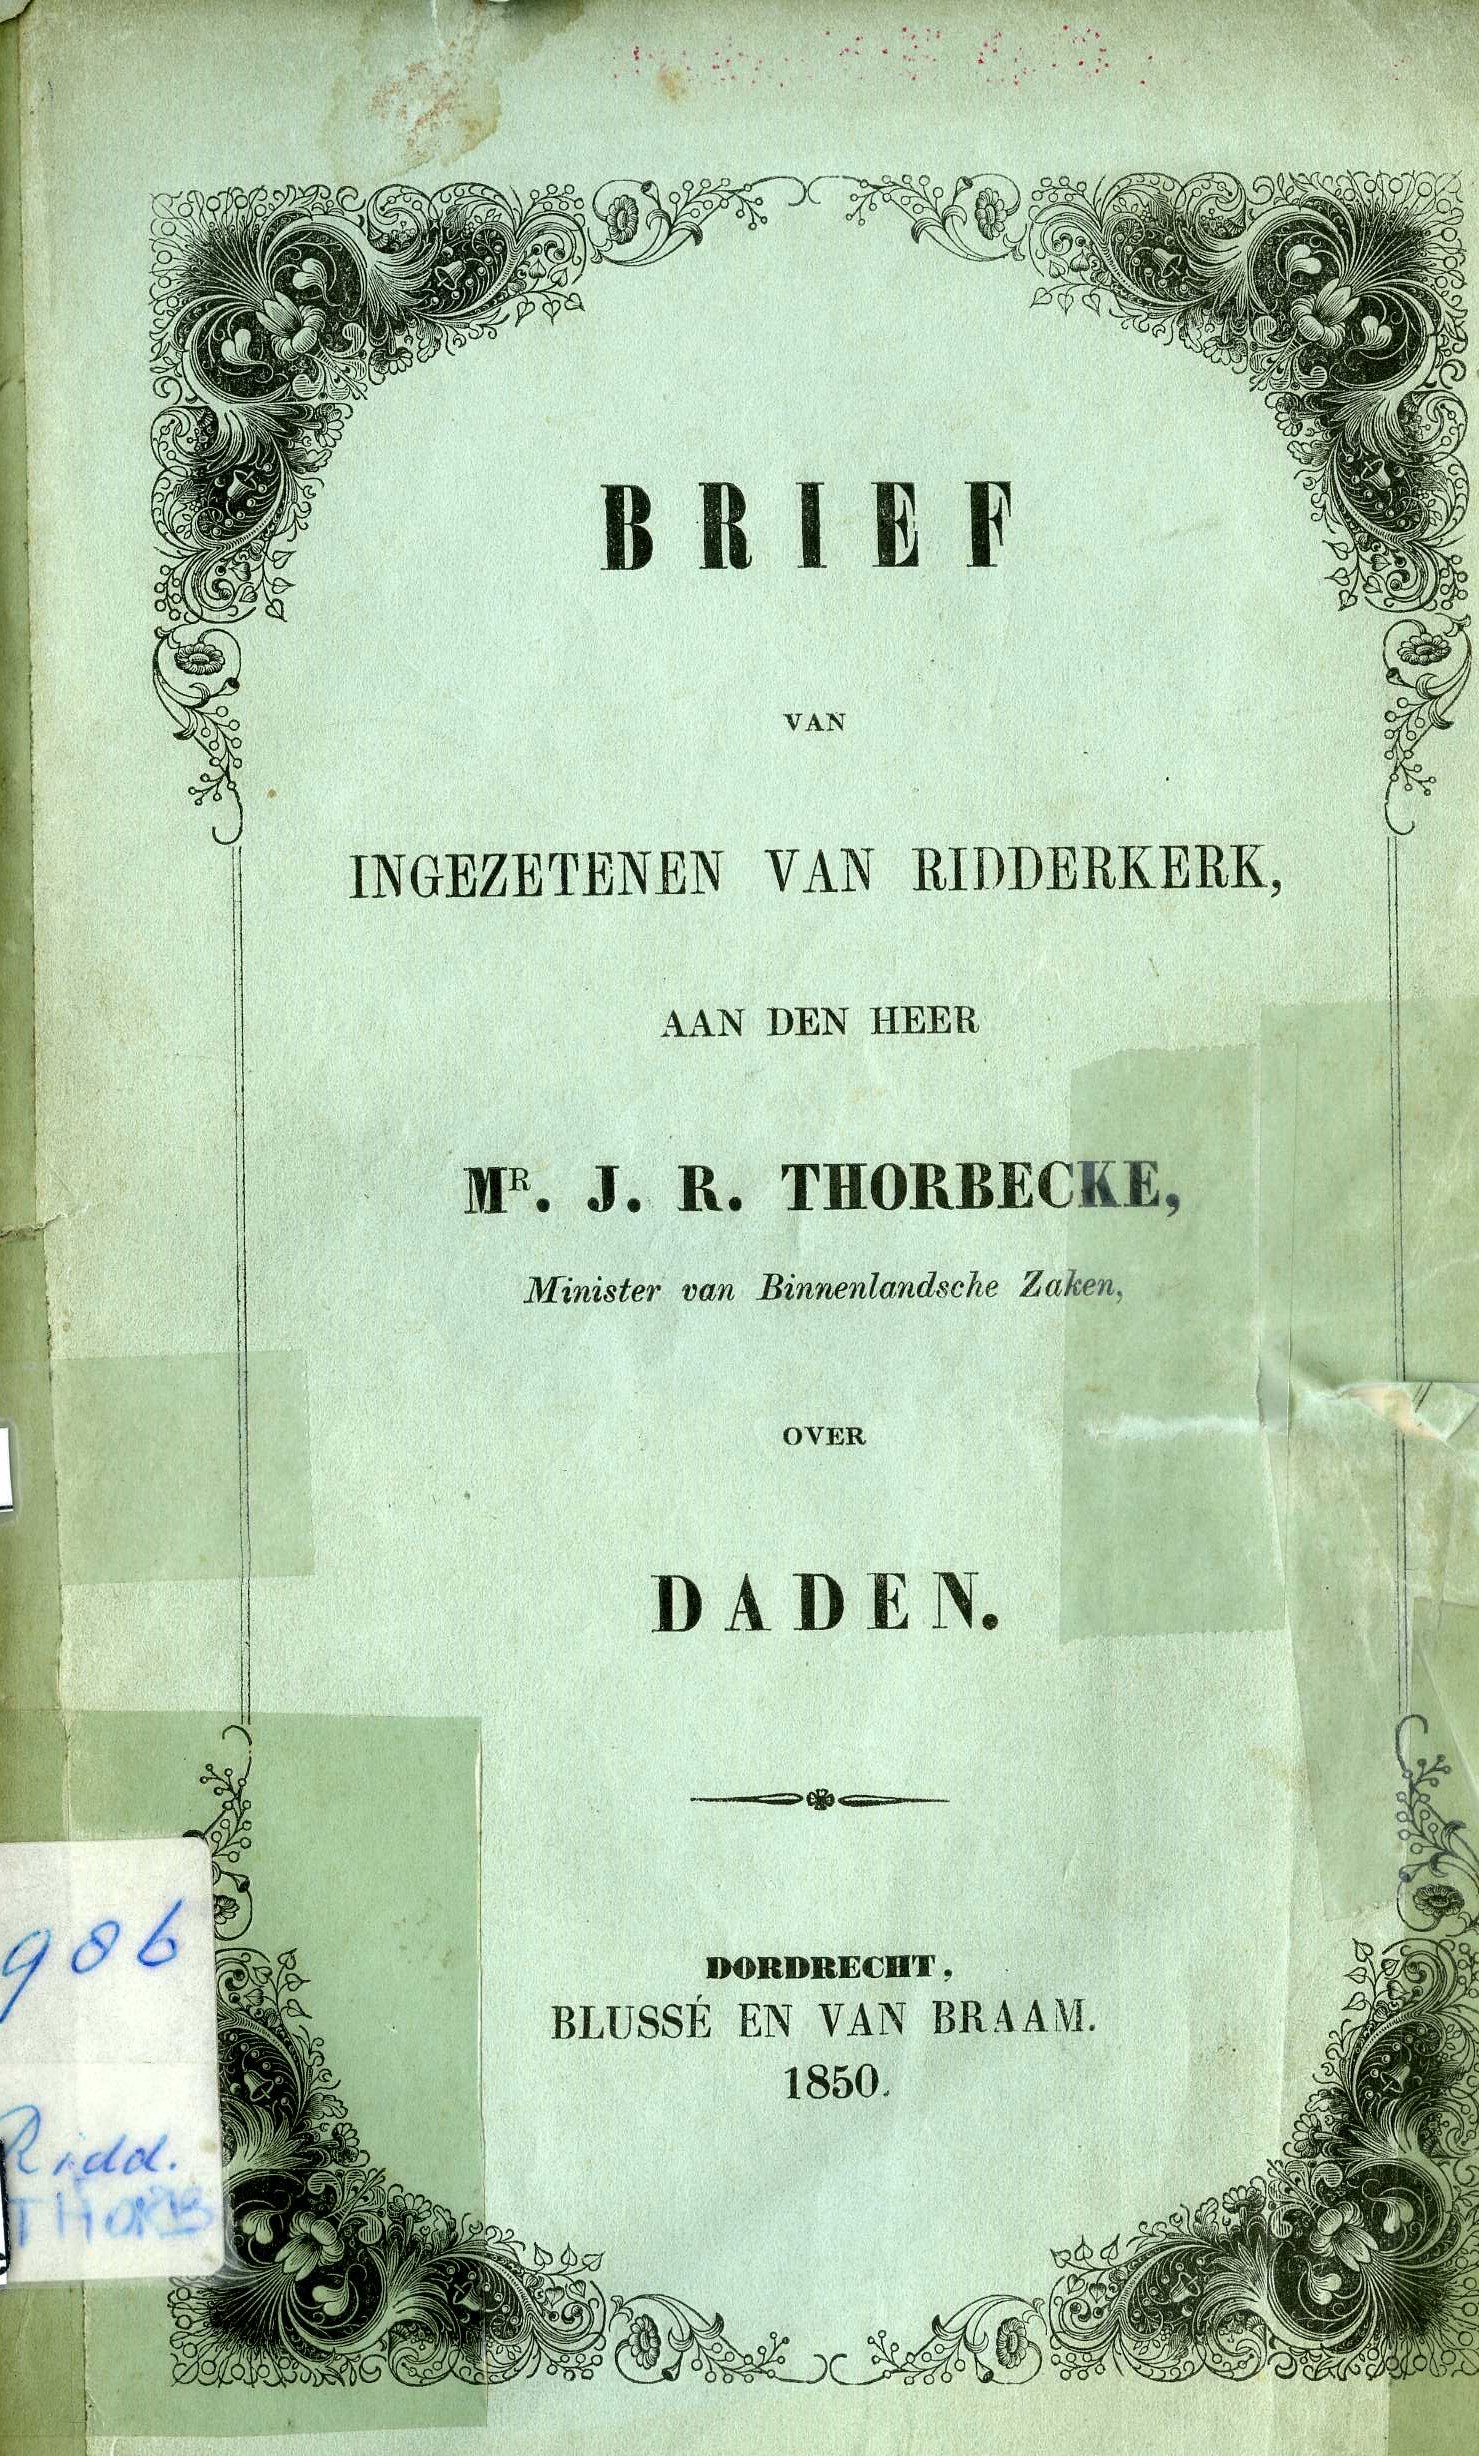 BRIEF
VAN
INGEZETENEN VAN RIDDERKERK,
AAN DEN HEER
MR. J. R. THORBECKE,
Minister van Binnenlandsche Zaken,
OVER
DADEN.
DORDRECHT,
BLUSSÉ EN VAN BRAAM.
1850.
986
Ridd.
THORB